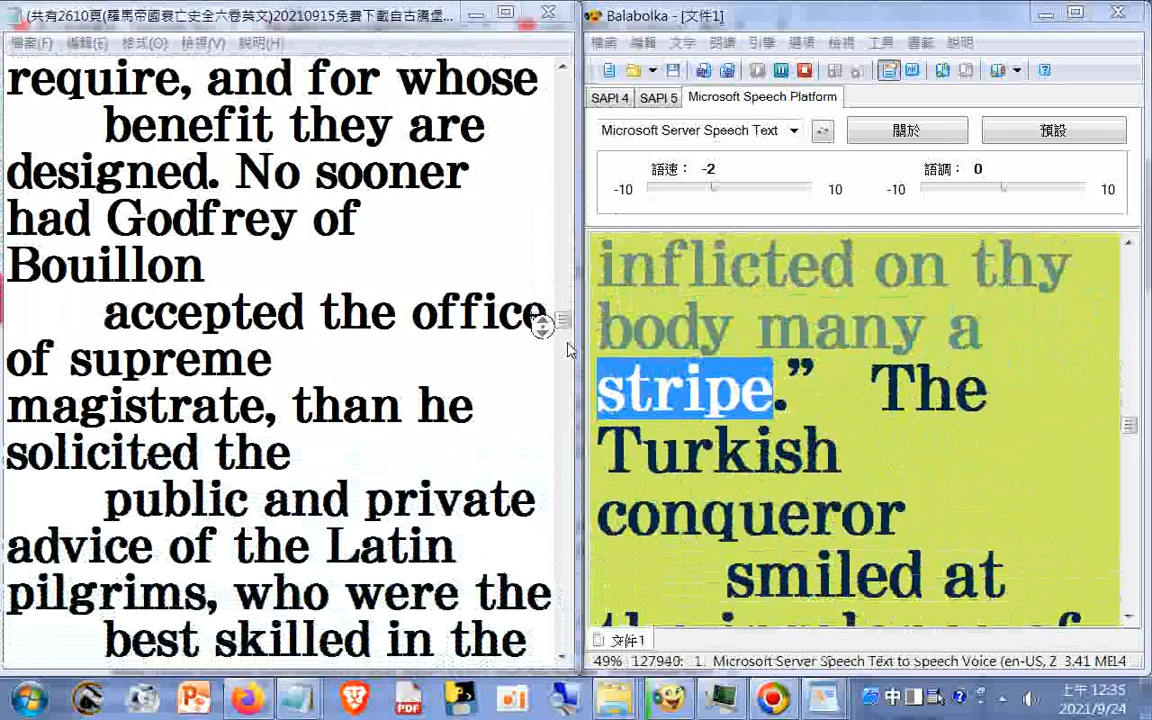 (共有2610頁(羅馬帝國衰亡史全六卷英文)20210915免費下載自古騰堡...
檔案(F) 編輯(E) 格式(O) 檢視(V) 說明(H)
require, and for whose
benefit they are
designed. No sooner
had Godfrey of
Bouillon
accepted the office
of supreme
magistrate, than he
solicited the
public and private
advice of the Latin
pilgrims, who were the
best skilled in the
Balabolka - [文件1]
檔案 編輯 文字 朗讀 引擎 選項 檢視 工具 書籤 說明
SAPI 4 SAPI 5 Microsoft Speech Platform
Microsoft Server Speech Text 關於 預設
語速： -2 語調： 0
-10 10 -10 10
inflicted on thy
body many a
stripe.” The
Turkish
conqueror
smiled at
the insolence of
文件1
49% 127940: 1. Microsoft Server Speech Text to Speech Voice (en-US, Z 3.41 MB
PDF
中
上午 12:35
2021/9/24